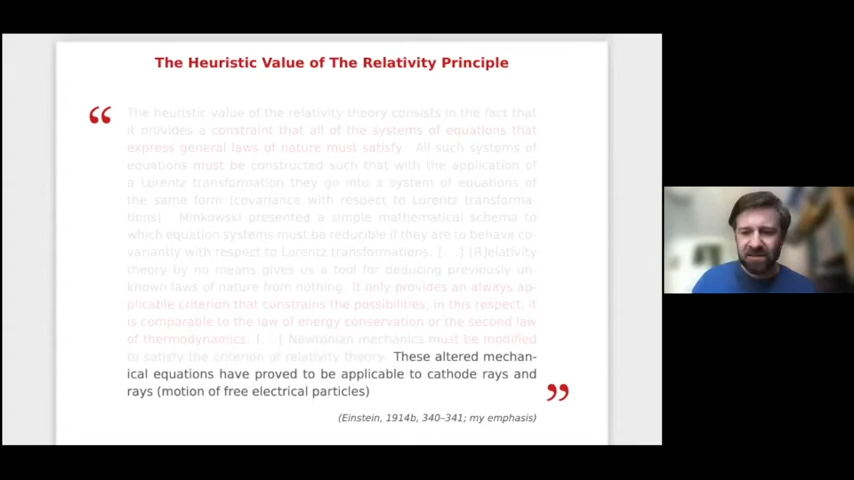 The Heuristic Value of The Relativity Principle
“ The heuristic value of the relativity theory consists in the fact that
it provides a constraint that all of the systems of equations that
express general laws of nature must satisfy. All such systems of
equations must be constructed such that with the application of
a Lorentz transformation they go into a system of equations of
the same form (covariance with respect to Lorentz transforma-
tions) Minkowski presented a simple mathematical schema to
which equation systems must be reducible if they are to behave co-
variantly with respect to Lorentz transformations. [...] [R]elativity
theory by no means gives us a tool for deducing previously un-
known laws of nature from nothing. It only provides an always ap-
plicable criterion that constrains the possibilities; in this respect, it
is comparable to the law of energy conservation or the second law
of thermodynamics. [...] Newtonian mechanics must be modified
to satisfy the criterion of relativity theory. These altered mechan-
ical equations have proved to be applicable to cathode rays and
rays (motion of free electrical particles) ”
(Einstein, 1914b, 340–341; my emphasis)